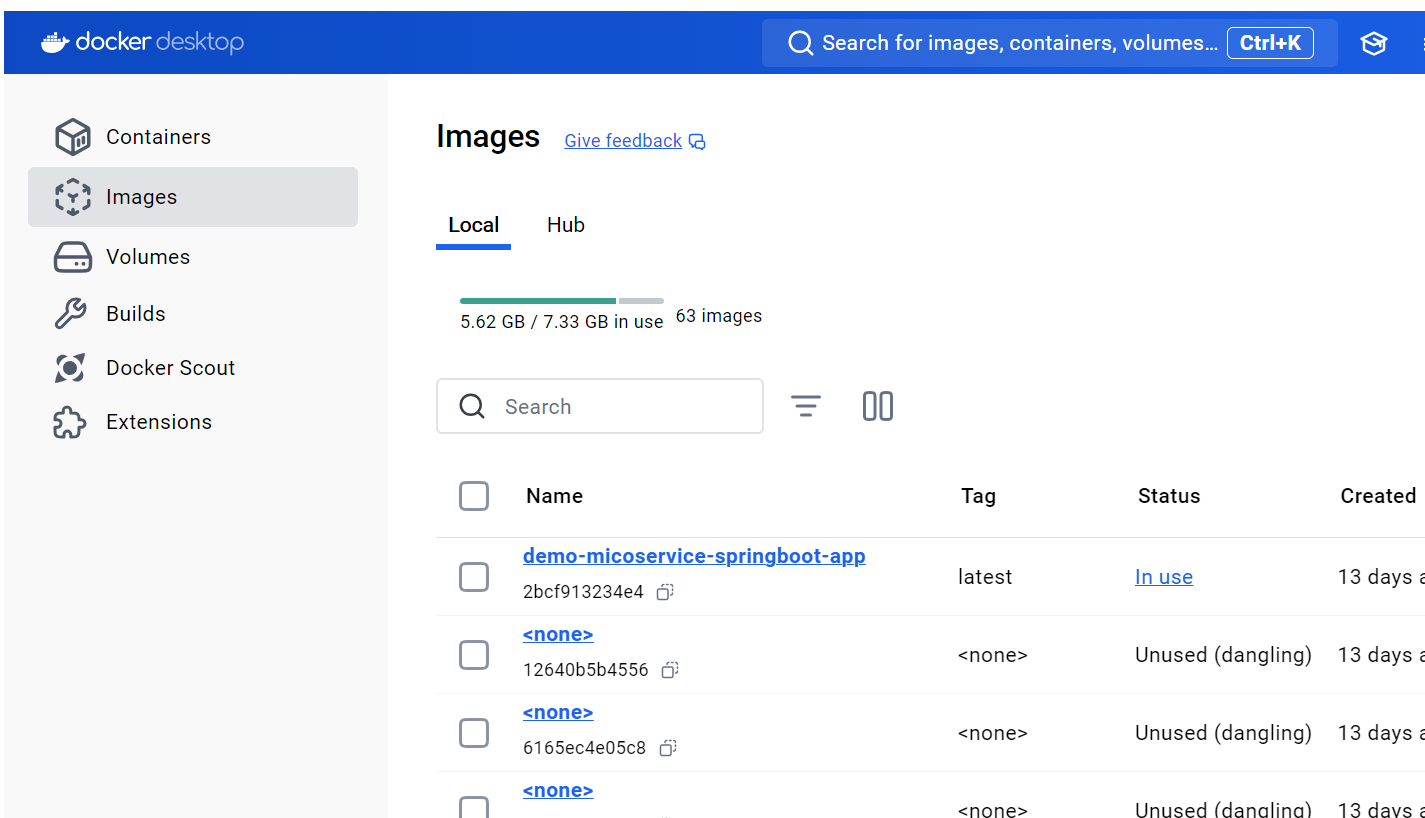 docker desktop
Search for images, containers, volumes... Ctrl+K
Containers
Images
Volumes
Builds
Docker Scout
Extensions
Images Give feedback
Local Hub
5.62 GB / 7.33 GB in use 63 images
Search
Name Tag Status Created
demo-micoservice-springboot-app
2bcf913234e4 latest In use 13 days
<none>
12640b5b4556 <none> Unused (dangling) 13 days
<none>
6165ec4e05c8 <none> Unused (dangling) 13 days
<none>
<none> Unused (dangling) 13 days